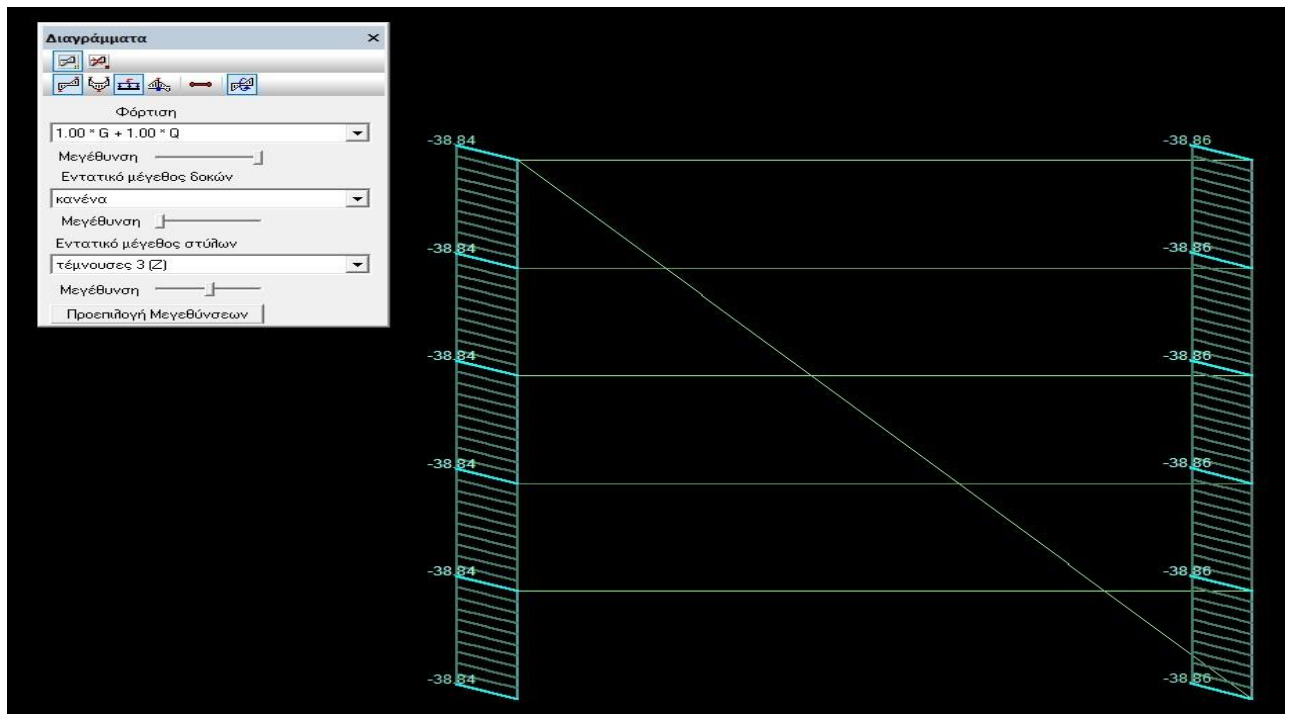 Διαγράμματα
Φόρτιση
1.00 * G + 1.00 * Q
Μεγέθυνση
Εντατικό μέγεθος δοκών
κανένα
Μεγέθυνση
Εντατικό μέγεθος στύλων
τέμνουσες 3 (Z)
Μεγέθυνση
Προεπιλογή Μεγεθύνσεων
-38.84 -38.86
-38.84 -38.86
-38.84 -38.86
-38.84 -38.86
-38.84 -38.86
-38.84 -38.86